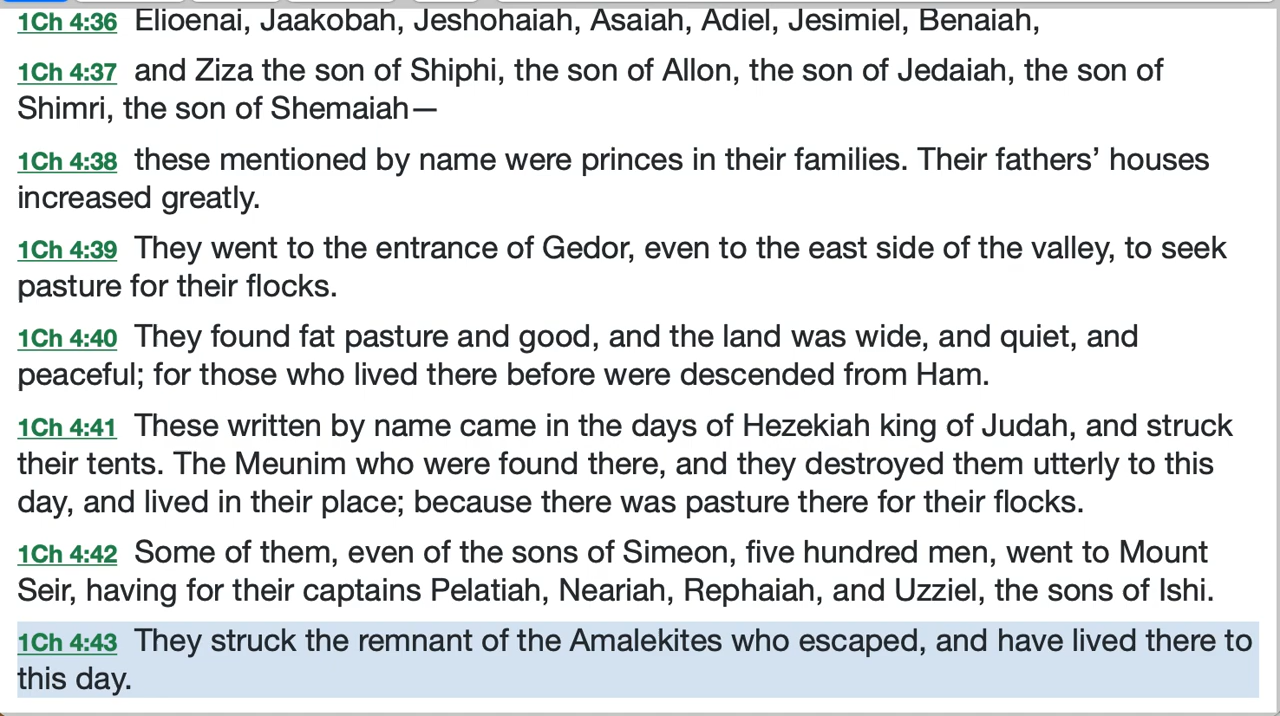 1Ch 4:36 Elioenai, Jaakobah, Jeshohaiah, Asaiah, Adiel, Jesimiel, Benaiah,
1Ch 4:37 and Ziza the son of Shiphi, the son of Allon, the son of Jedaiah, the son of
Shimri, the son of Shemaiah—
1Ch 4:38 these mentioned by name were princes in their families. Their fathers’ houses
increased greatly.
1Ch 4:39 They went to the entrance of Gedor, even to the east side of the valley, to seek
pasture for their flocks.
1Ch 4:40 They found fat pasture and good, and the land was wide, and quiet, and
peaceful; for those who lived there before were descended from Ham.
1Ch 4:41 These written by name came in the days of Hezekiah king of Judah, and struck
their tents. The Meunim who were found there, and they destroyed them utterly to this
day, and lived in their place; because there was pasture there for their flocks.
1Ch 4:42 Some of them, even of the sons of Simeon, five hundred men, went to Mount
Seir, having for their captains Pelatiah, Neariah, Rephaiah, and Uzziel, the sons of Ishi.
1Ch 4:43 They struck the remnant of the Amalekites who escaped, and have lived there to
this day.